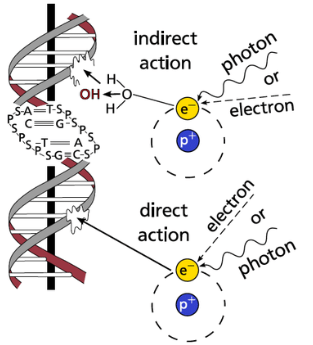 indirect
action
photon
or
electron
H
OH
O
H
e-
p+
S-A=T-S
P
P
S
C≡G-S
P
S
P
P
S
P
S-T=A
P
S-G≡C-S
P
direct
action
electron
or
photon
e-
p+